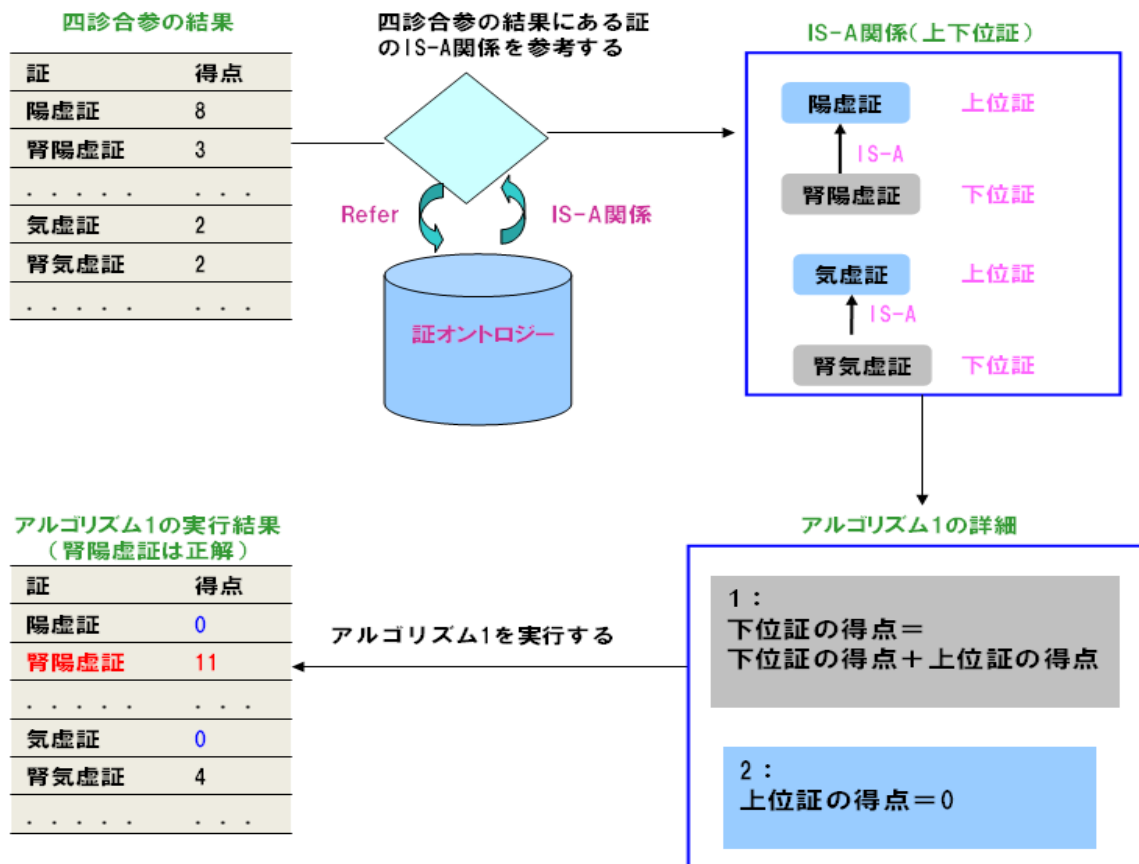 四診合参の結果
証 得点
陽虚証 8
腎陽虚証 3
. . . . . . . .
気虚証 2
腎気虚証 2
. . . . . . . .
四診合参の結果にある証
のIS-A関係を参考する
Refer
IS-A関係
証オントロジー
IS-A関係(上下位証)
陽虚証 上位証
IS-A
腎陽虚証 下位証
気虚証 上位証
IS-A
腎気虚証 下位証
アルゴリズム1の詳細
1:
下位証の得点=
下位証の得点+上位証の得点
2:
上位証の得点=0
アルゴリズム1を実行する
アルゴリズム1の実行結果
(腎陽虚証は正解)
証 得点
陽虚証 0
腎陽虚証 11
. . . . . . . .
気虚証 0
腎気虚証 4
. . . . . . . .